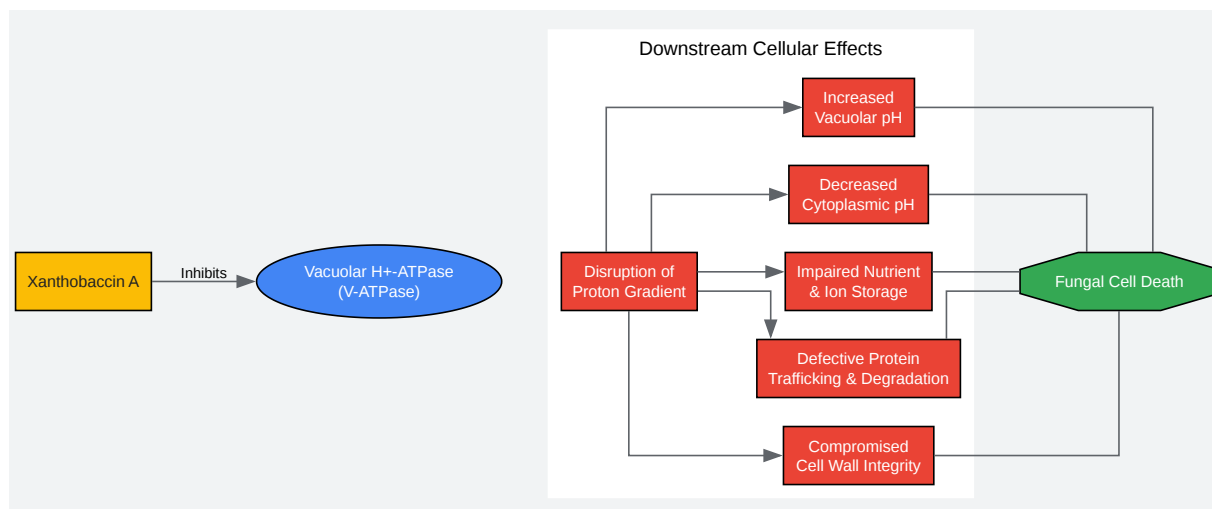 Downstream Cellular Effects
Increased
Vacuolar pH
Decreased
Cytoplasmic pH
Xanthobaccin A
Inhibits
Vacuolar H+-ATPase
(V-ATPase)
Disruption of
Proton Gradient
Impaired Nutrient
& Ion Storage
Fungal Cell Death
Defective Protein
Trafficking & Degradation
Compromised
Cell Wall Integrity